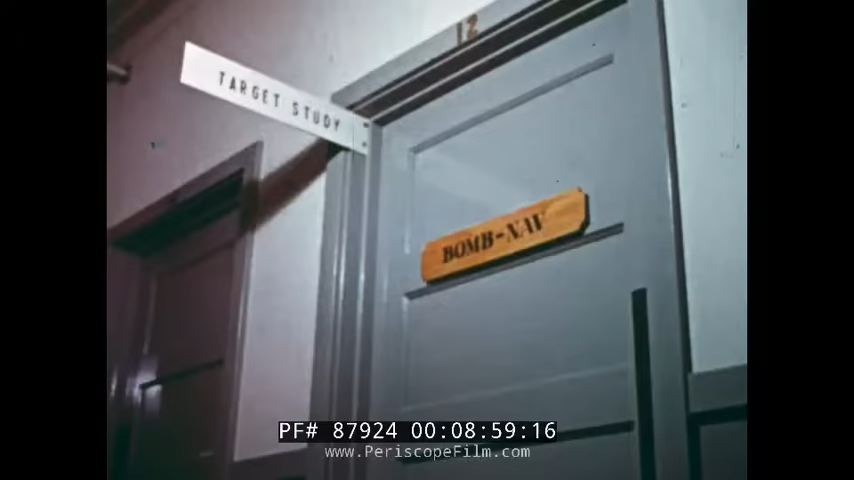 12
TARGET STUDY
BOMB-NAV
PF# 87924 00:08:59:16
www.PeriscopeFilm.com